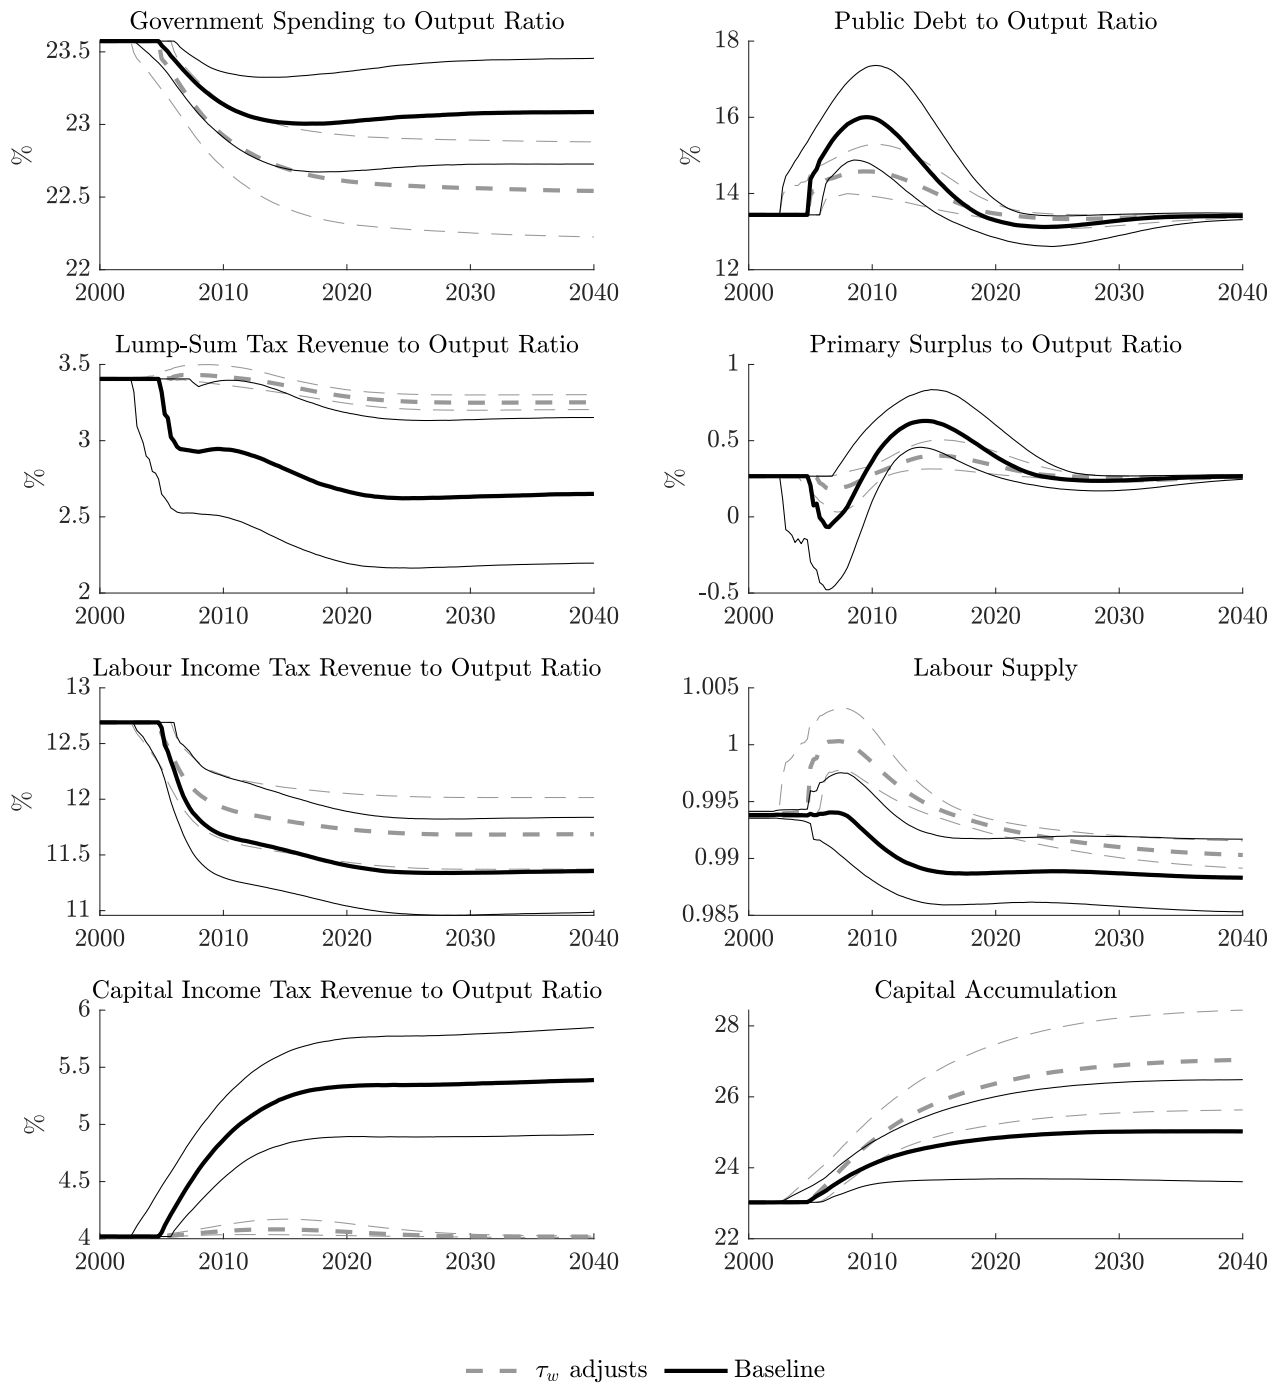 Government Spending to Output Ratio
23.5
23
22.5
22
%
2000 2010 2020 2030 2040
Public Debt to Output Ratio
18
16
14
12
%
2000 2010 2020 2030 2040
Lump-Sum Tax Revenue to Output Ratio
3.5
3
2.5
2
%
2000 2010 2020 2030 2040
Primary Surplus to Output Ratio
1
0.5
0
-0.5
%
2000 2010 2020 2030 2040
Labour Income Tax Revenue to Output Ratio
13
12.5
12
11.5
11
%
2000 2010 2020 2030 2040
Labour Supply
1.005
1
0.995
0.99
0.985
2000 2010 2020 2030 2040
Capital Income Tax Revenue to Output Ratio
6
5.5
5
4.5
4
%
2000 2010 2020 2030 2040
Capital Accumulation
28
26
24
22
2000 2010 2020 2030 2040
τw adjusts Baseline